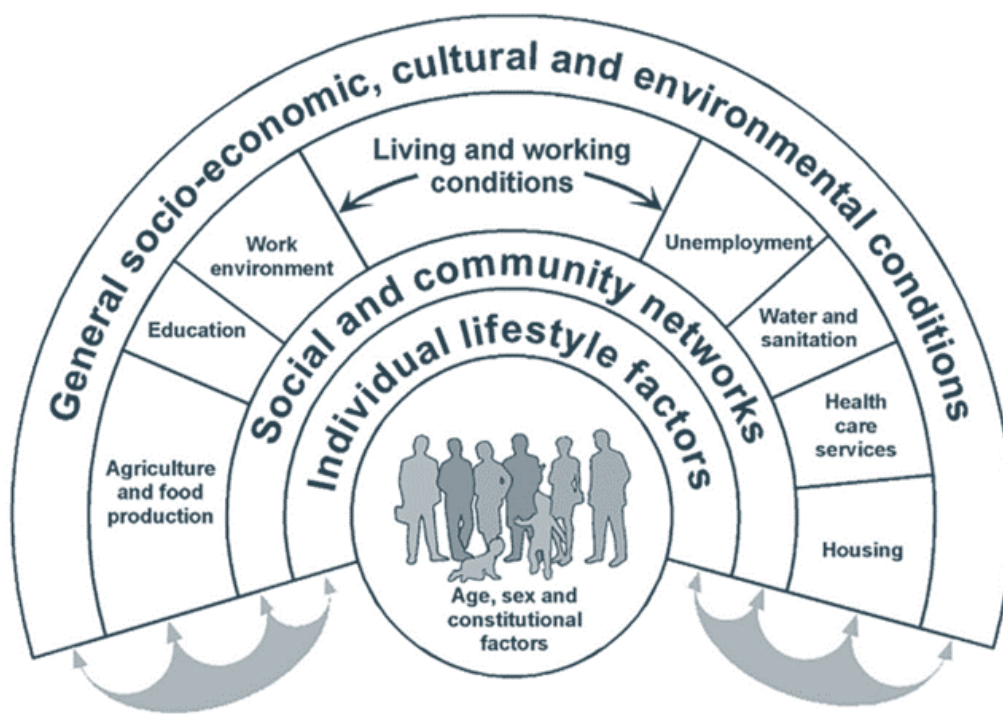 General socio-economic, cultural and environmental conditions
Living and working
conditions
Work
environment
Unemployment
Education
Water and
sanitation
Agriculture
and food
production
Health
care
services
Housing
Social and community networks
Individual lifestyle factors
Age, sex and
constitutional
factors